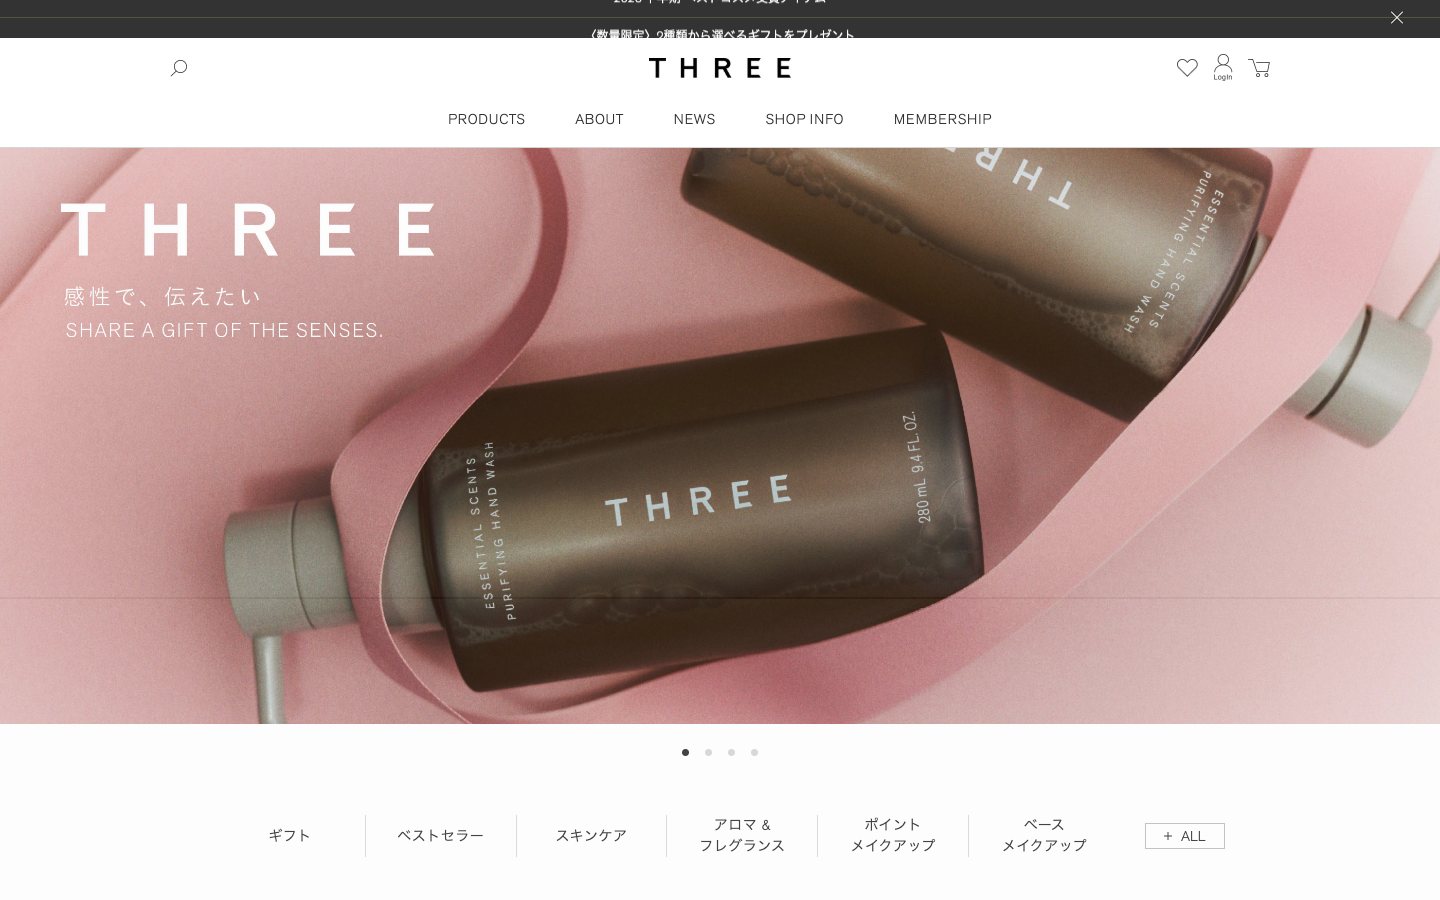 〈数量限定〉2種類から選べるギフトをプレゼント
THREE
LogIn
PRODUCTS
ABOUT
NEWS
SHOP INFO
MEMBERSHIP
THREE
感性で、伝えたい
SHARE A GIFT OF THE SENSES.
THREE
ESSENTIAL SCENTS
PURIFYING HAND WASH
ESSENTIAL SCENTS
PURIFYING HAND WASH
THREE
280 mL 9.4 FL. OZ.
ギフト
ベストセラー
スキンケア
アロマ &
フレグランス
ポイント
メイクアップ
ベース
メイクアップ
+ ALL